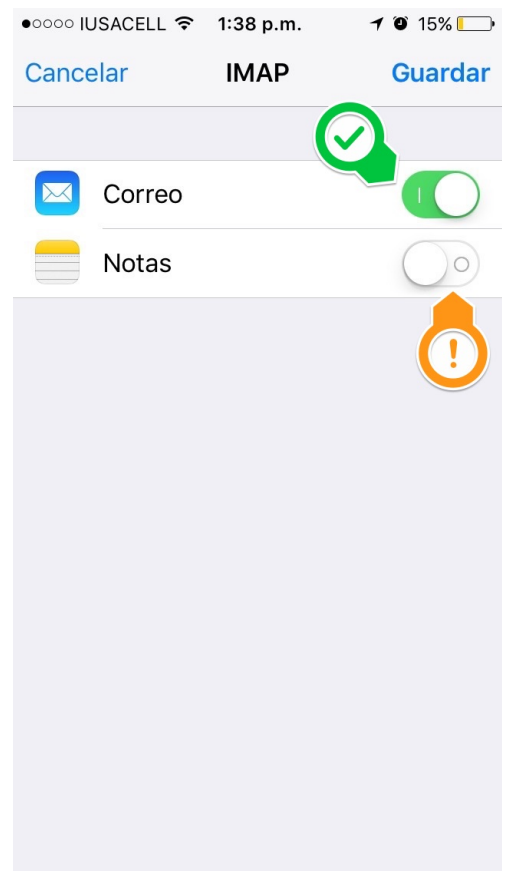 IUSACELL 1:38 p.m. 15%
Cancelar IMAP Guardar
Correo
Notas
!